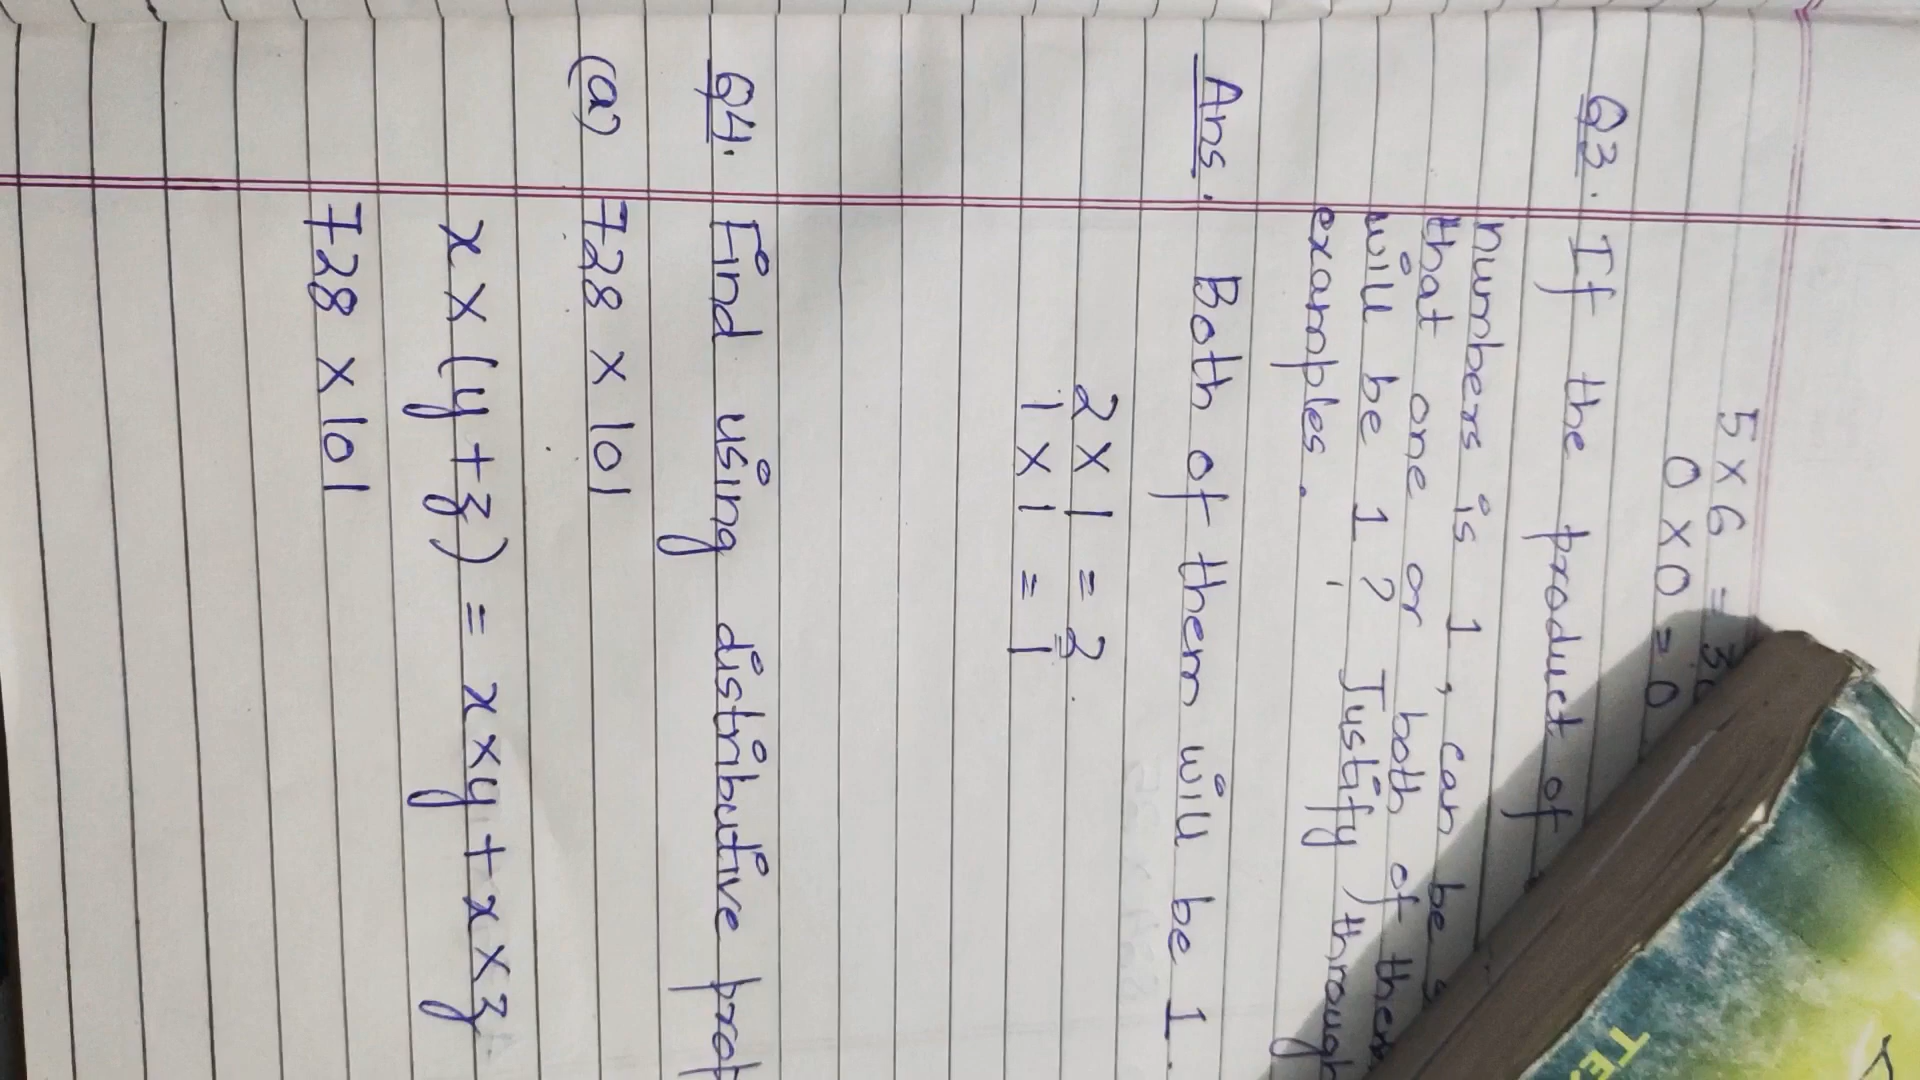 5 × 6 = 30
0 × 0 = 0
Q3. If the product of
numbers is 1, can be
that one or both of them
will be 1? Justify through
examples.
Ans. Both of them will be 1.
2 × 1 = 2
1 × 1 = 1
Q4. Find using distributive
(a) 728 × 101
x × (y + z) = x × y + x × z
728 × 101